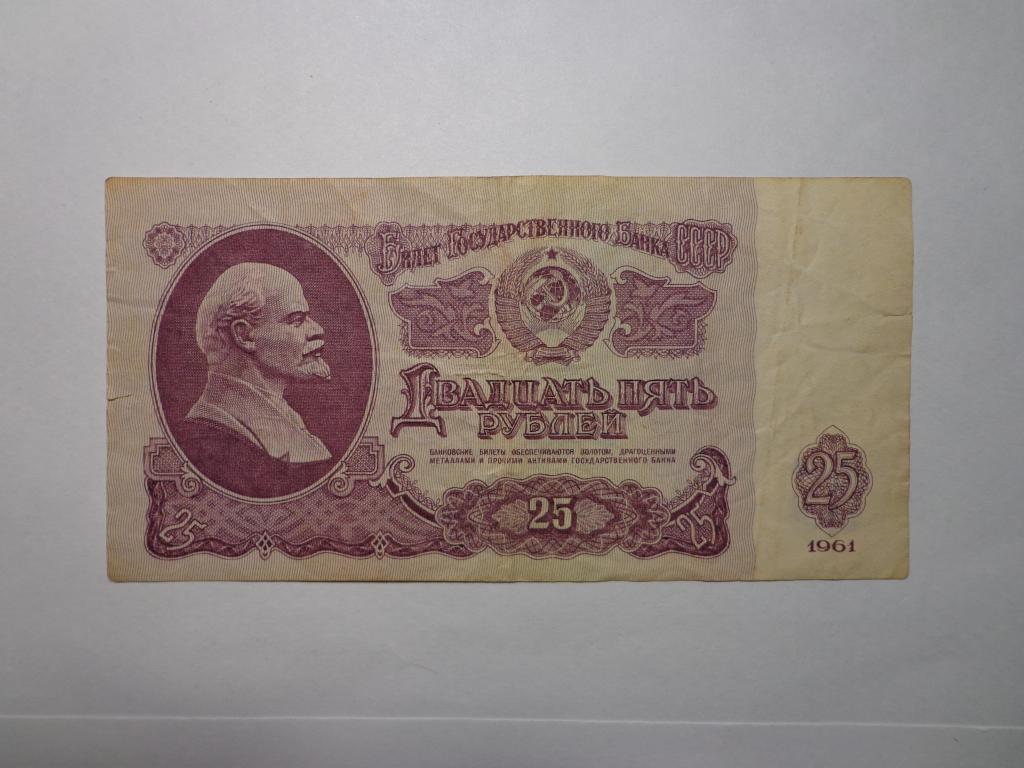 Билет Государственного Банка СССР
Двадцать пять
рублей
БАНКОВСКИЕ БИЛЕТЫ ОБЕСПЕЧИВАЮТСЯ ЗОЛОТОМ, ДРАГОЦЕННЫМИ
МЕТАЛЛАМИ И ПРОЧИМИ АКТИВАМИ ГОСУДАРСТВЕННОГО БАНКА
25
25
25
25
1961